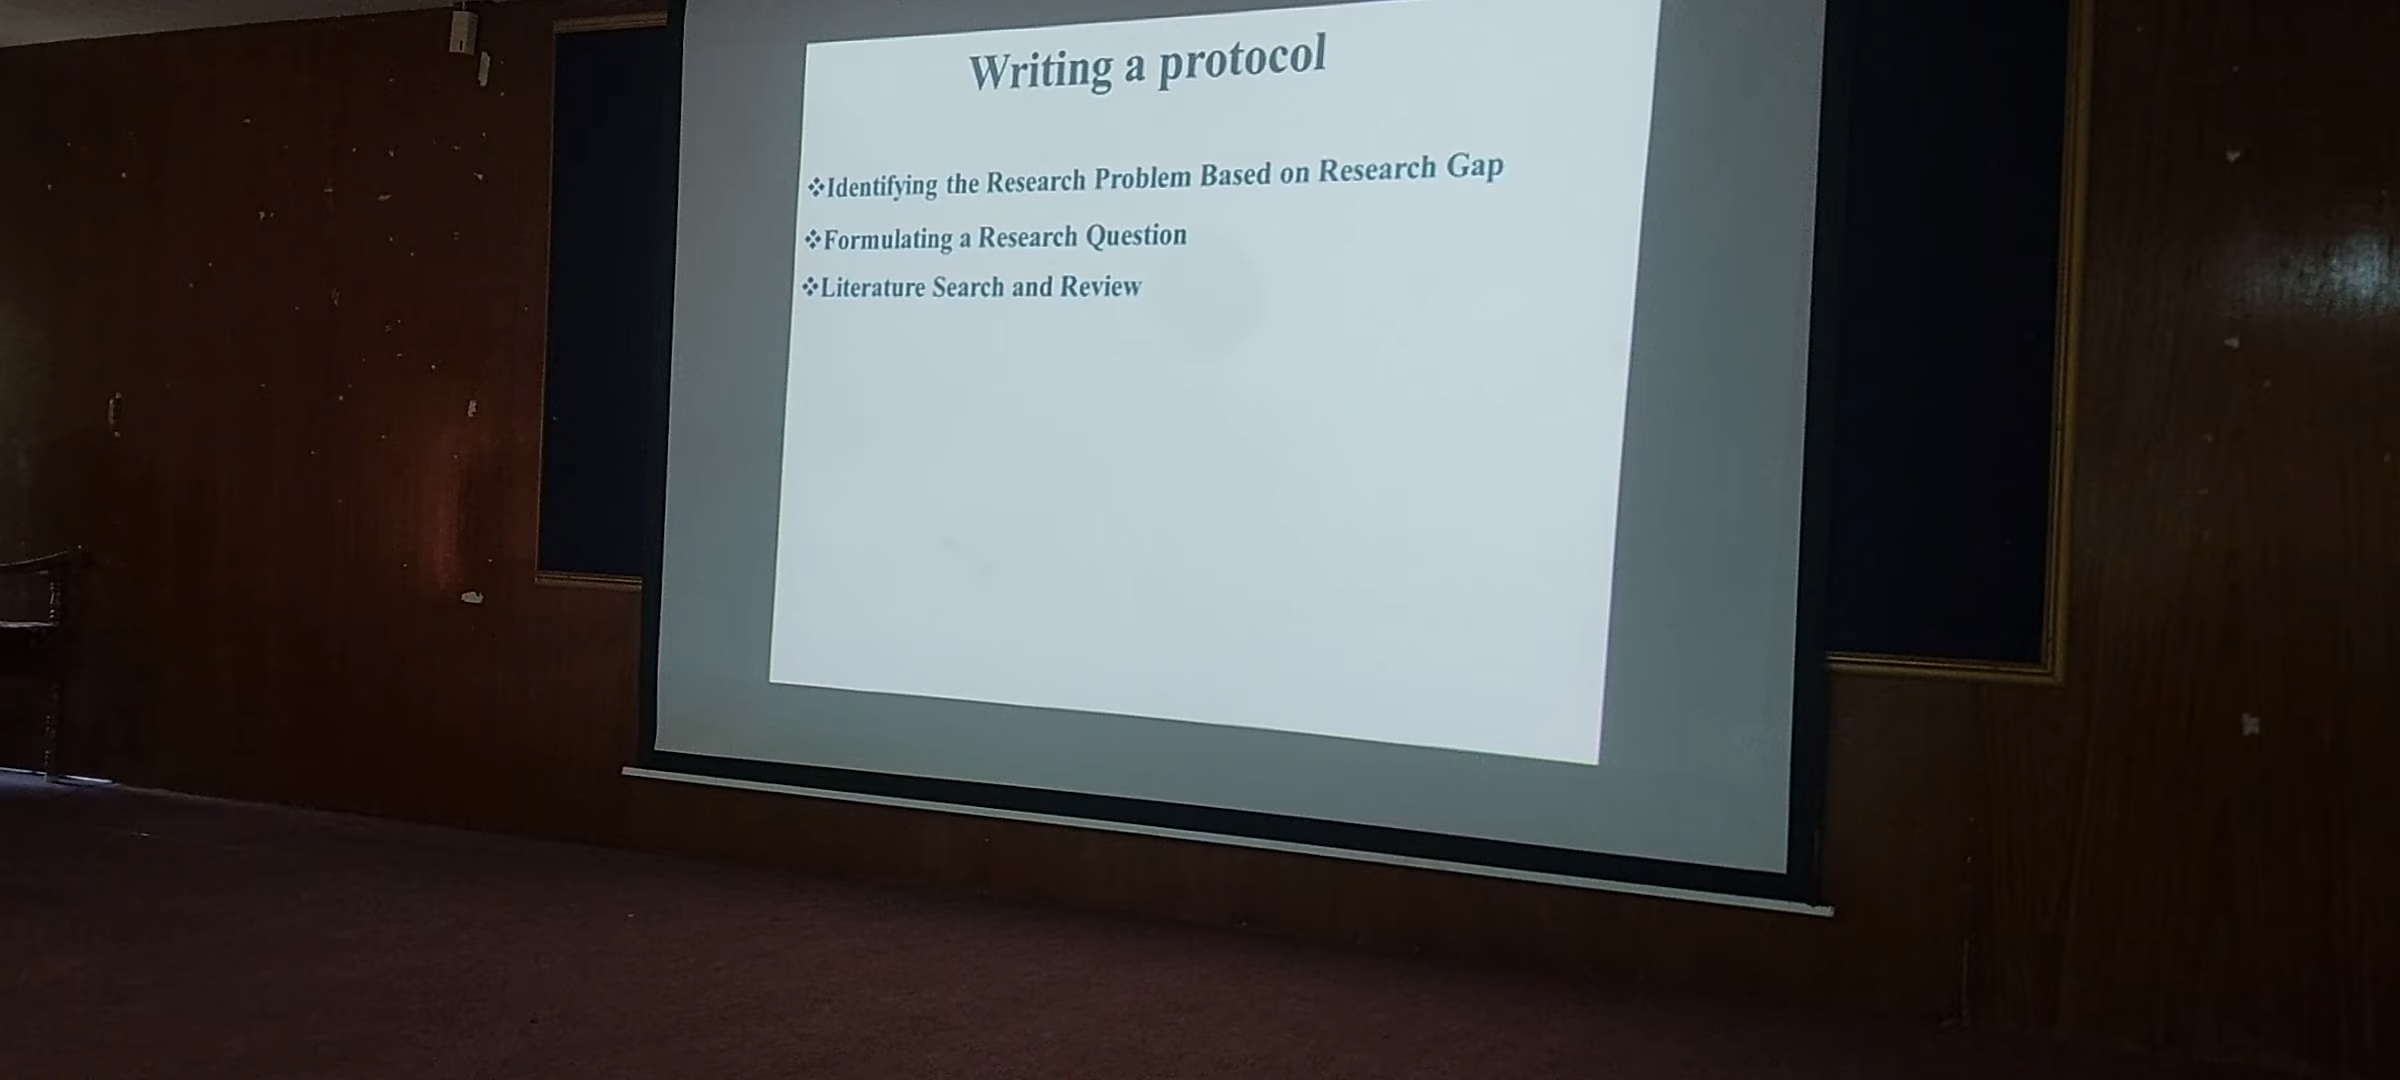 Writing a protocol
❖Identifying the Research Problem Based on Research Gap
❖Formulating a Research Question
❖Literature Search and Review